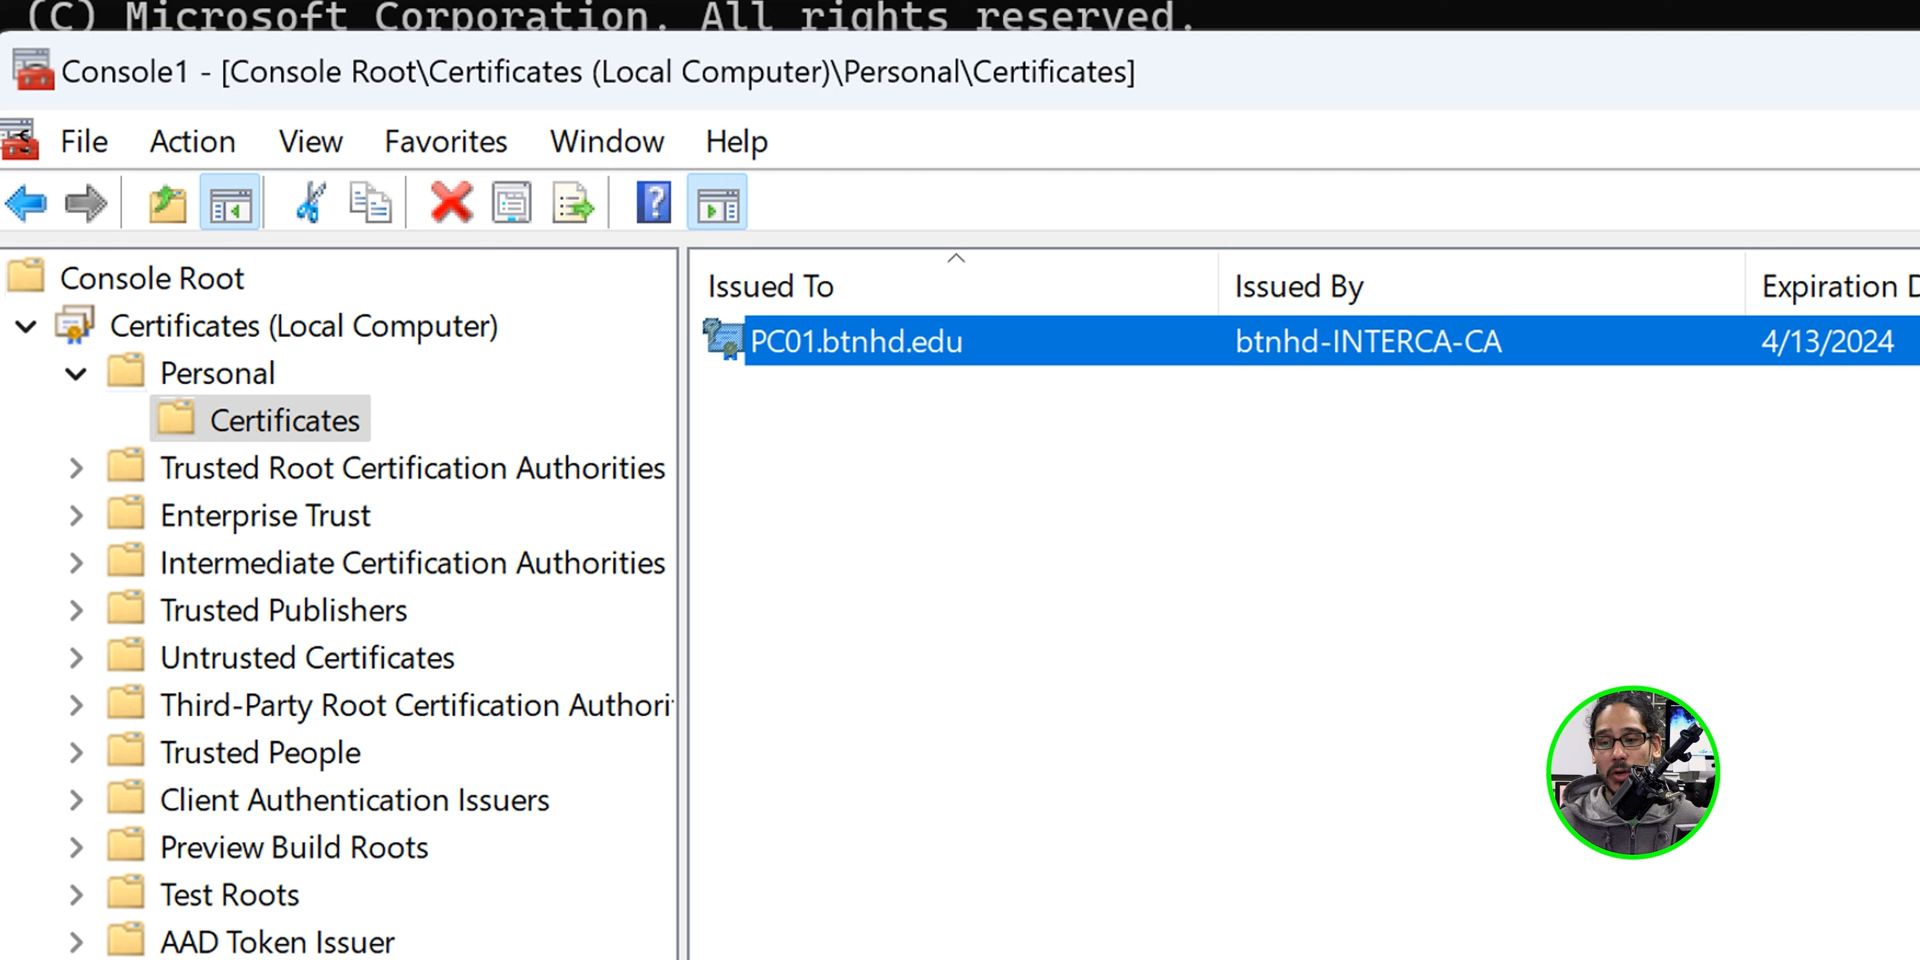 (C) Microsoft Corporation. All rights reserved.
Console1 - [Console Root\Certificates (Local Computer)\Personal\Certificates]
File Action View Favorites Window Help
Console Root
Certificates (Local Computer)
Personal
Certificates
Trusted Root Certification Authorities
Enterprise Trust
Intermediate Certification Authorities
Trusted Publishers
Untrusted Certificates
Third-Party Root Certification Authori
Trusted People
Client Authentication Issuers
Preview Build Roots
Test Roots
AAD Token Issuer
Issued To Issued By Expiration D
PC01.btnhd.edu btnhd-INTERCA-CA 4/13/2024